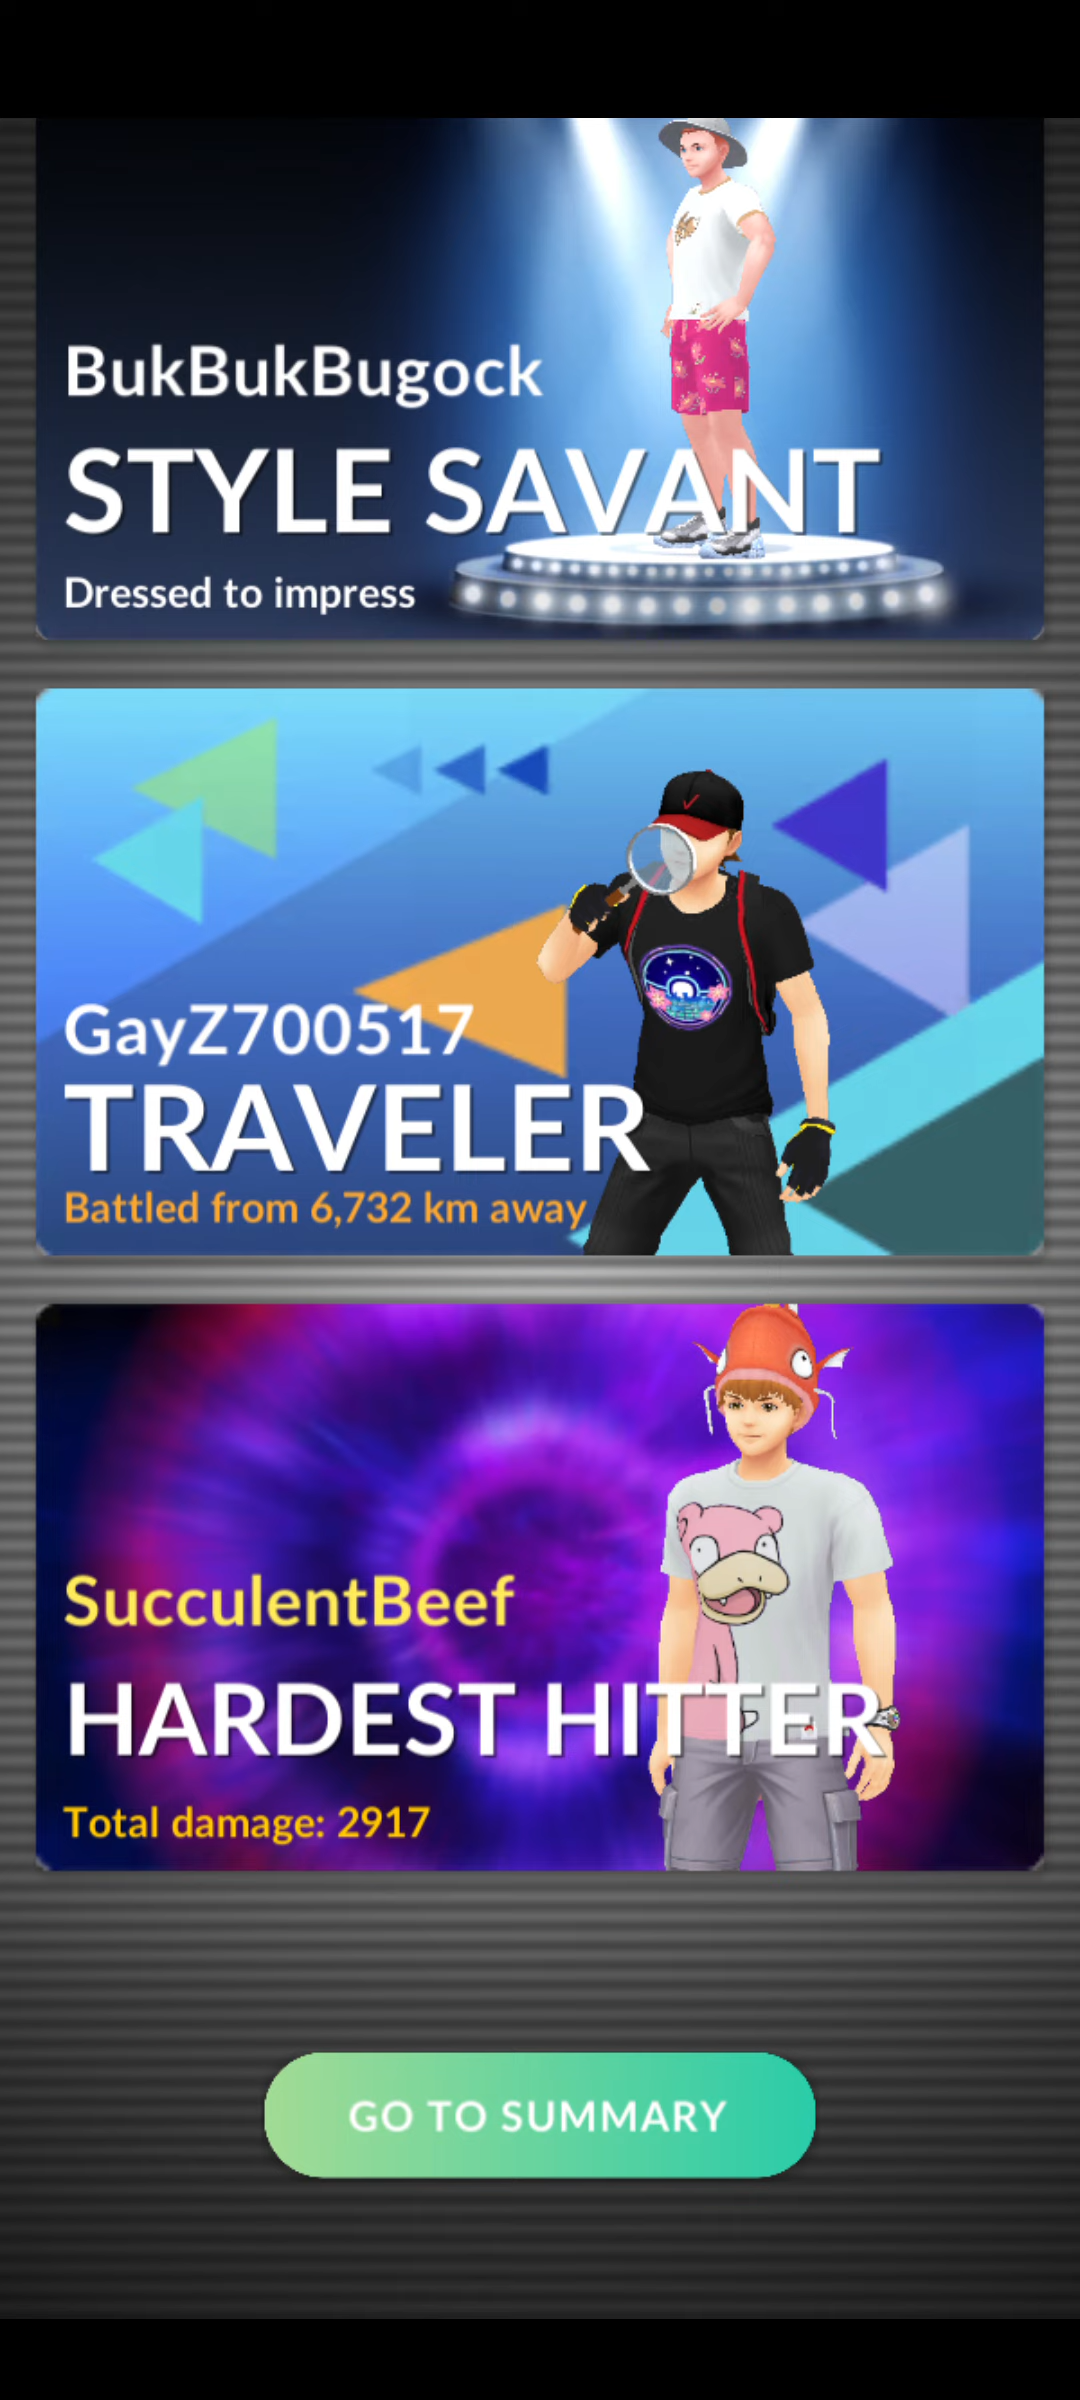 BukBukBugock
STYLE SAVANT
Dressed to impress
GayZ700517
TRAVELER
Battled from 6,732 km away
SucculentBeef
HARDEST HITTER
Total damage: 2917
GO TO SUMMARY